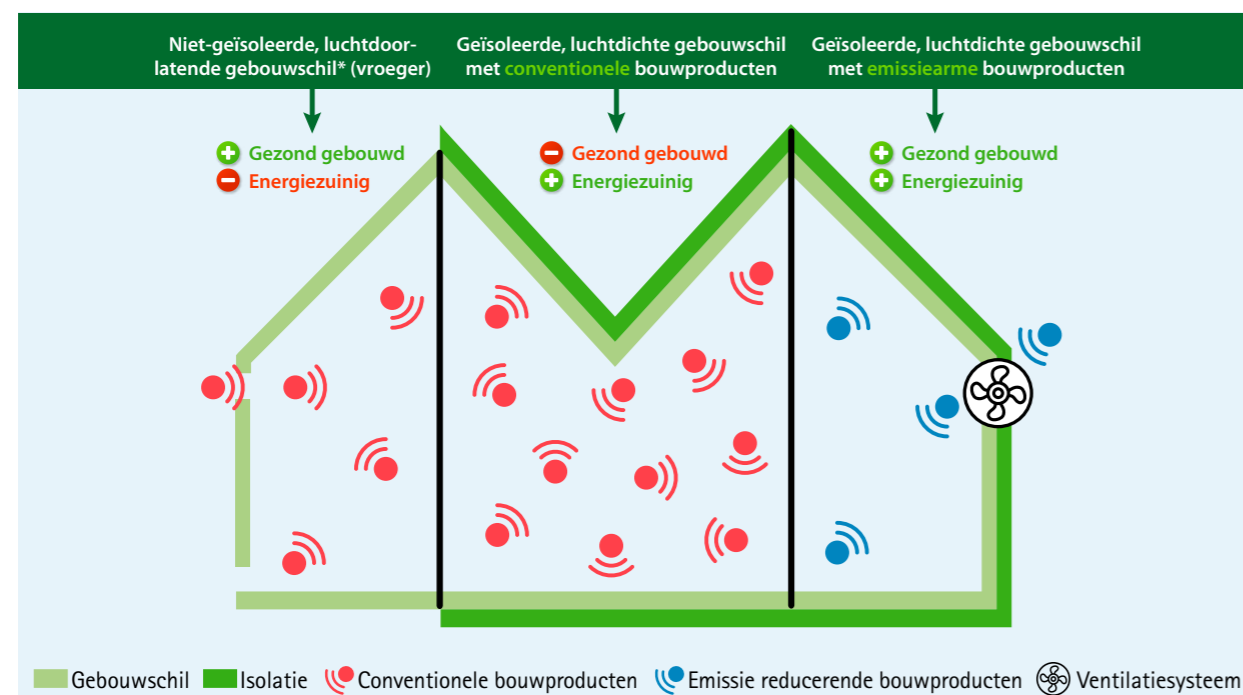 Niet-geïsoleerde, luchtdoor-
latende gebouwschil* (vroeger)
Geïsoleerde, luchtdichte gebouwschil
met conventionele bouwproducten
Geïsoleerde, luchtdichte gebouwschil
met emissiearme bouwproducten
Gezond gebouwd
Energiezuinig
Gezond gebouwd
Energiezuinig
Gezond gebouwd
Energiezuinig
Gebouwschil
Isolatie
Conventionele bouwproducten
Emissie reducerende bouwproducten
Ventilatiesysteem